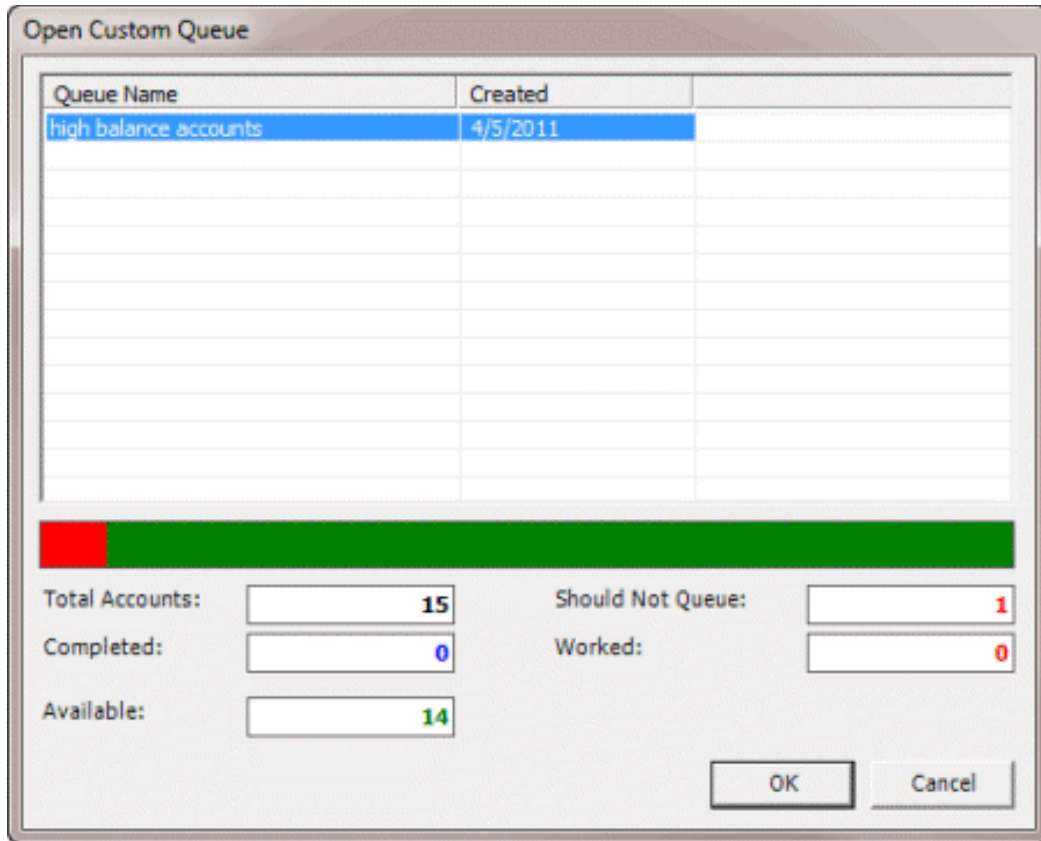 Open Custom Queue
Queue Name Created
high balance accounts 4/5/2011
Total Accounts: 15 Should Not Queue: 1
Completed: 0 Worked: 0
Available: 14
OK Cancel